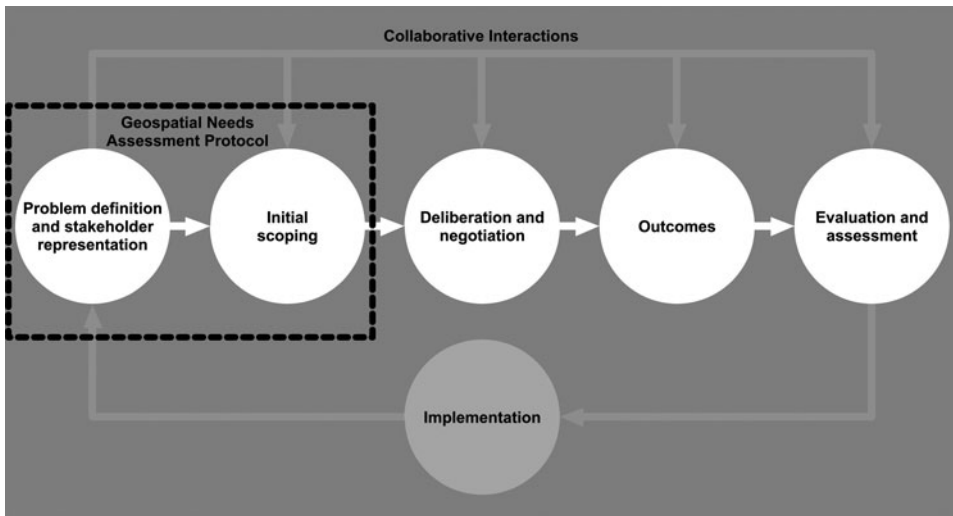 Collaborative Interactions
Geospatial Needs
Assessment Protocol
Problem definition
and stakeholder
representation
Initial
scoping
Deliberation and
negotiation
Outcomes
Evaluation and
assessment
Implementation